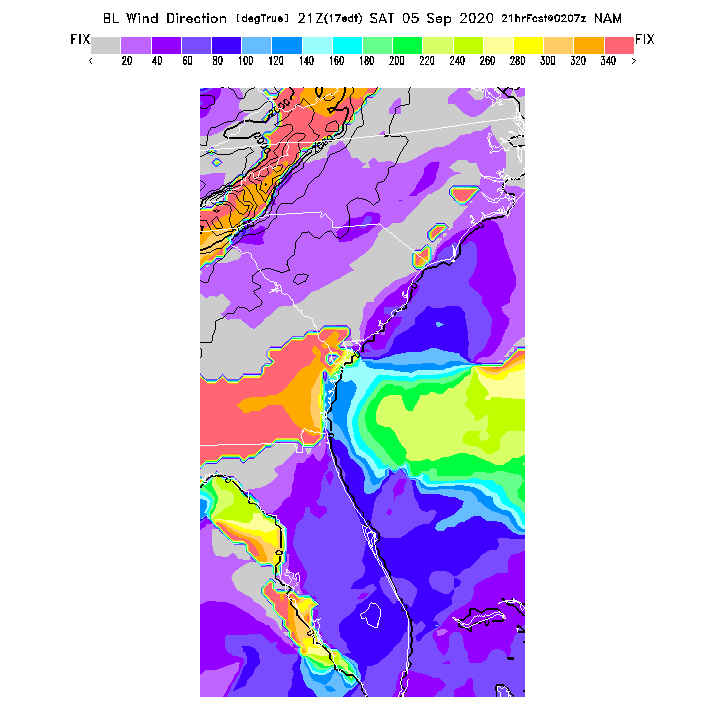 BL Wind Direction [degTrue] 21Z(17edt) SAT 05 Sep 2020 21hrFcst@0207z NAM
FIX FIX
< 20 40 60 80 100 120 140 160 180 200 220 240 260 280 300 320 340 >